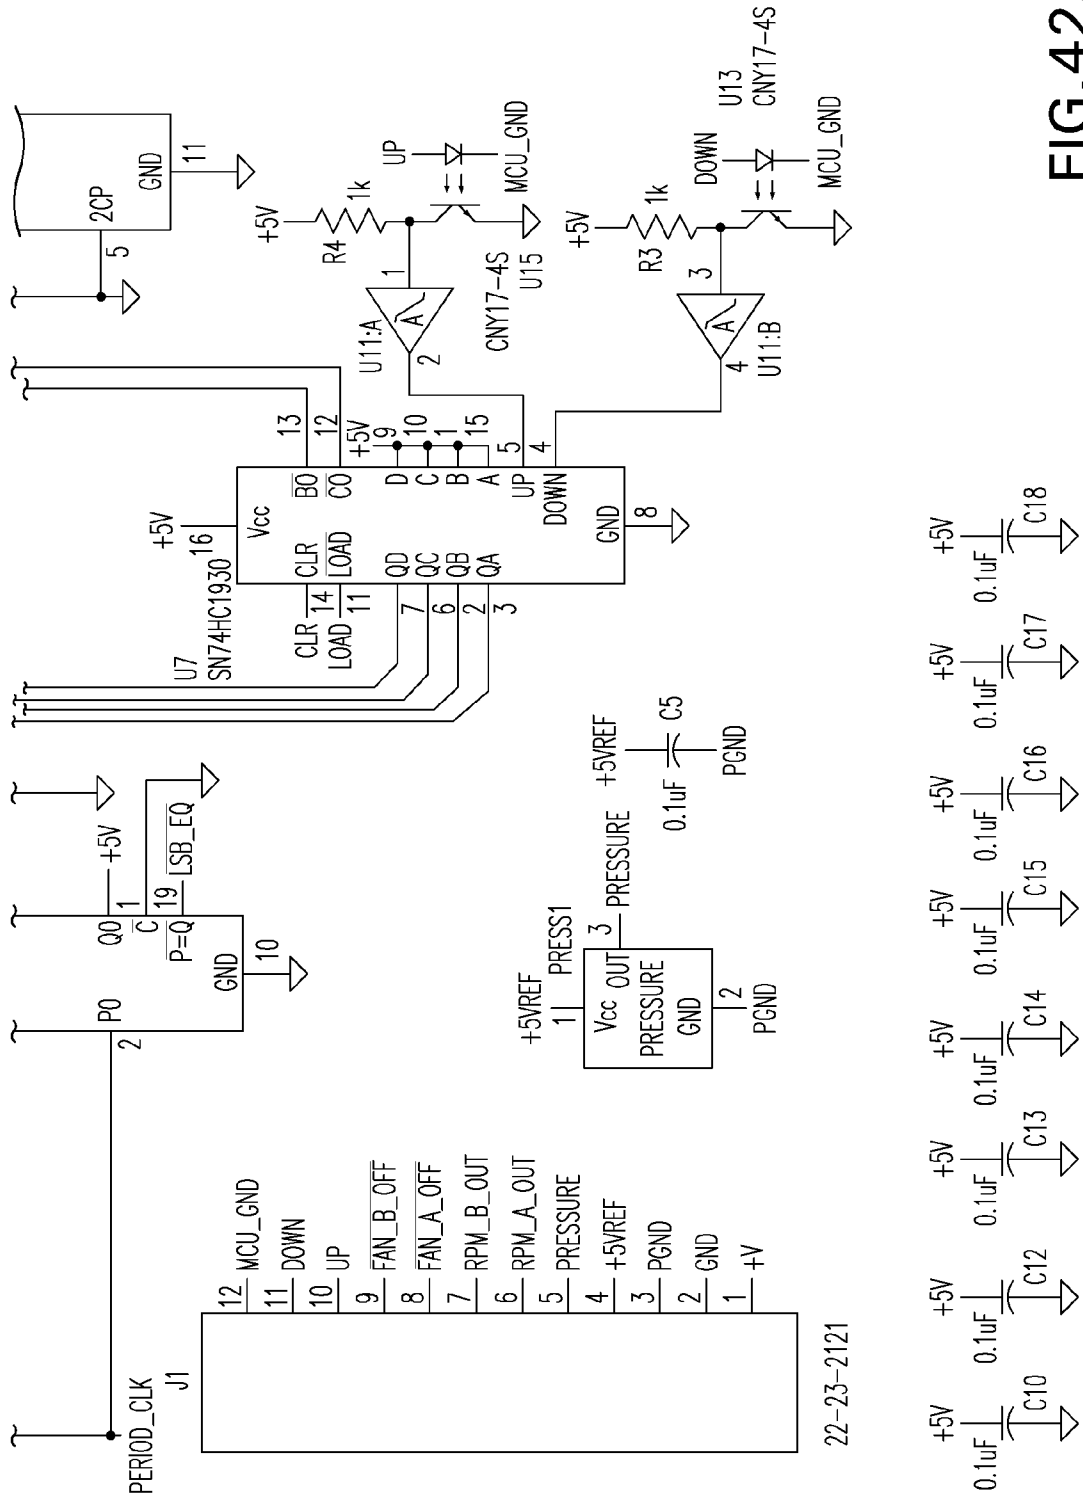 2CP
5
GND
11
+5V
R4
1k
UP
MCU_GND
U11:A
1
2
CNY17-4S
U15
+5V
R3
1k
DOWN
U13
CNY17-4S
MCU_GND
3
4
U11:B
U7
SN74HC1930
+5V
16
Vcc
CLR
14
CLR
LOAD
11
LOAD
BO
13
CO
12
+5V
D
9
C
10
B
1
A
15
UP
5
DOWN
4
QD
7
QC
6
QB
2
QA
3
GND
8
P0
2
Q0
+5V
C
1
P=Q
19
LSB_EQ
GND
10
PERIOD_CLK
+5VREF
1
PRESS1
Vcc
OUT
3
PRESSURE
PRESSURE
GND
2
PGND
+5VREF
0.1uF
C5
PGND
J1
12 MCU_GND
11 DOWN
10 UP
9 FAN_B_OFF
8 FAN_A_OFF
7 RPM_B_OUT
6 RPM_A_OUT
5 PRESSURE
4 +5VREF
3 PGND
2 GND
1 +V
22-23-2121
+5V
0.1uF
C10
+5V
0.1uF
C12
+5V
0.1uF
C13
+5V
0.1uF
C14
+5V
0.1uF
C15
+5V
0.1uF
C16
+5V
0.1uF
C17
+5V
0.1uF
C18
FIG.42